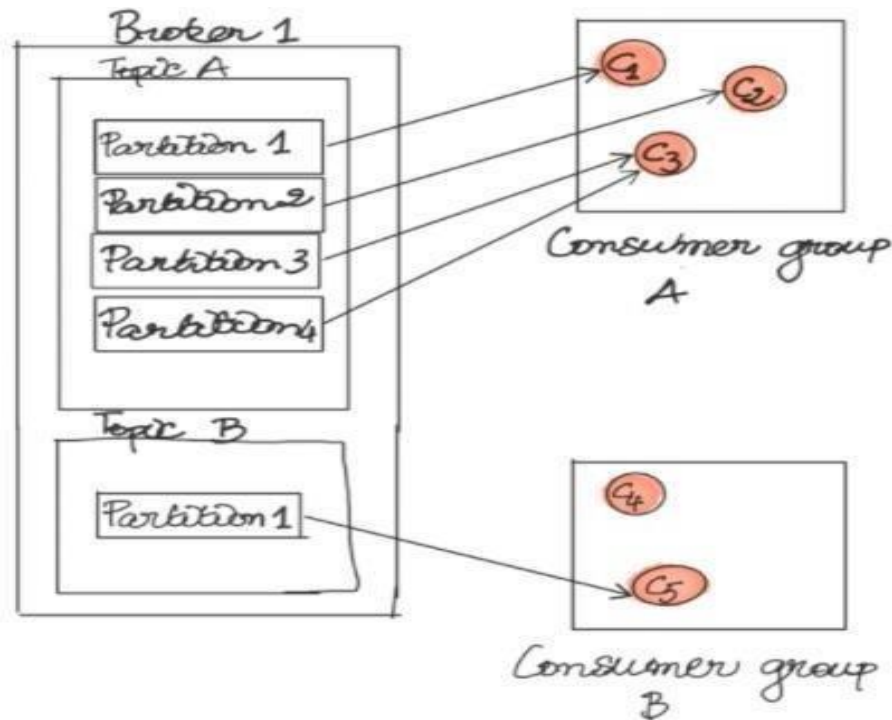 Broker 1
Topic A
Partition 1
Partition 2
Partition 3
Partition 4
C1
C2
C3
Consumer group
A
Topic B
Partition 1
C4
C5
Consumer group
B